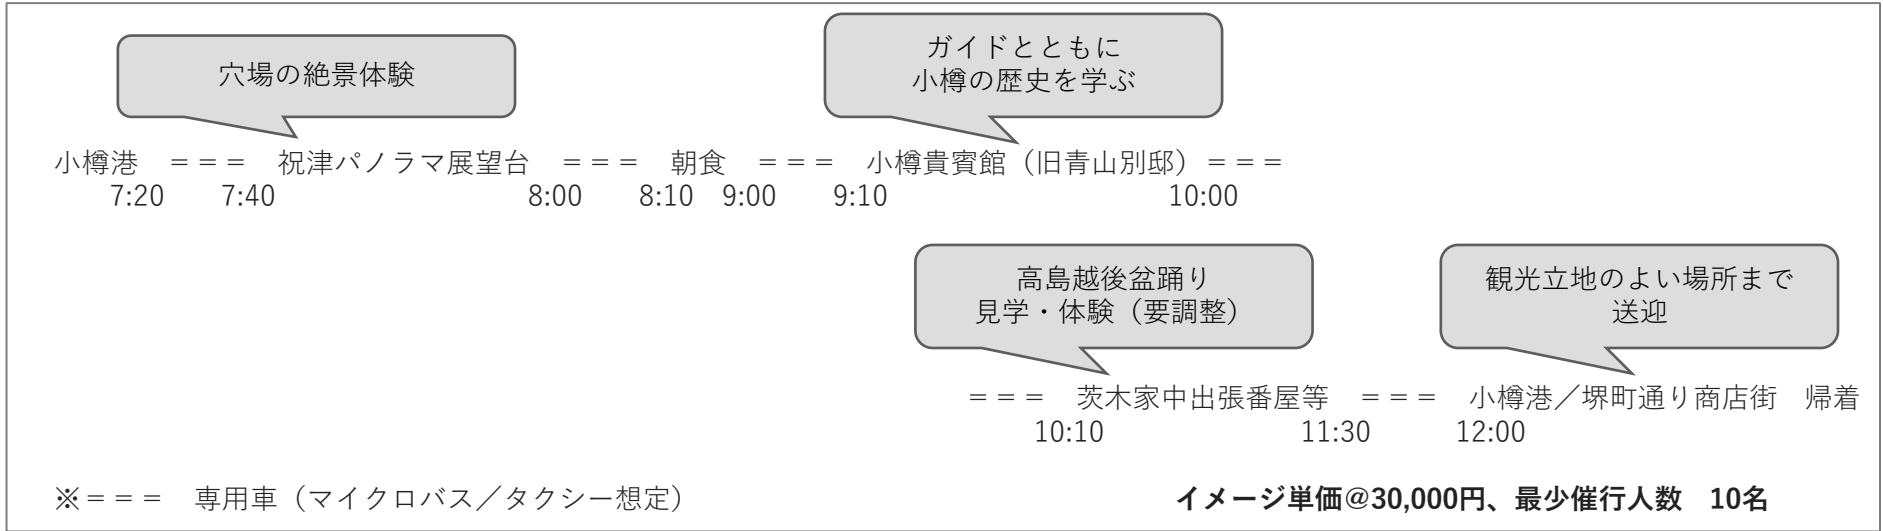 穴場の絶景体験
ガイドとともに
小樽の歴史を学ぶ
小樽港 ＝＝＝ 祝津パノラマ展望台 ＝＝＝ 朝食 ＝＝＝ 小樽貴賓館（旧青山別邸）＝＝＝
7:20 7:40 8:00 8:10 9:00 9:10 10:00
高島越後盆踊り
見学・体験（要調整）
観光立地のよい場所まで
送迎
＝＝＝ 茨木家中出張番屋等 ＝＝＝ 小樽港／堺町通り商店街 帰着
10:10 11:30 12:00
※＝＝＝ 専用車（マイクロバス／タクシー想定）
イメージ単価@30,000円、最少催行人数 10名